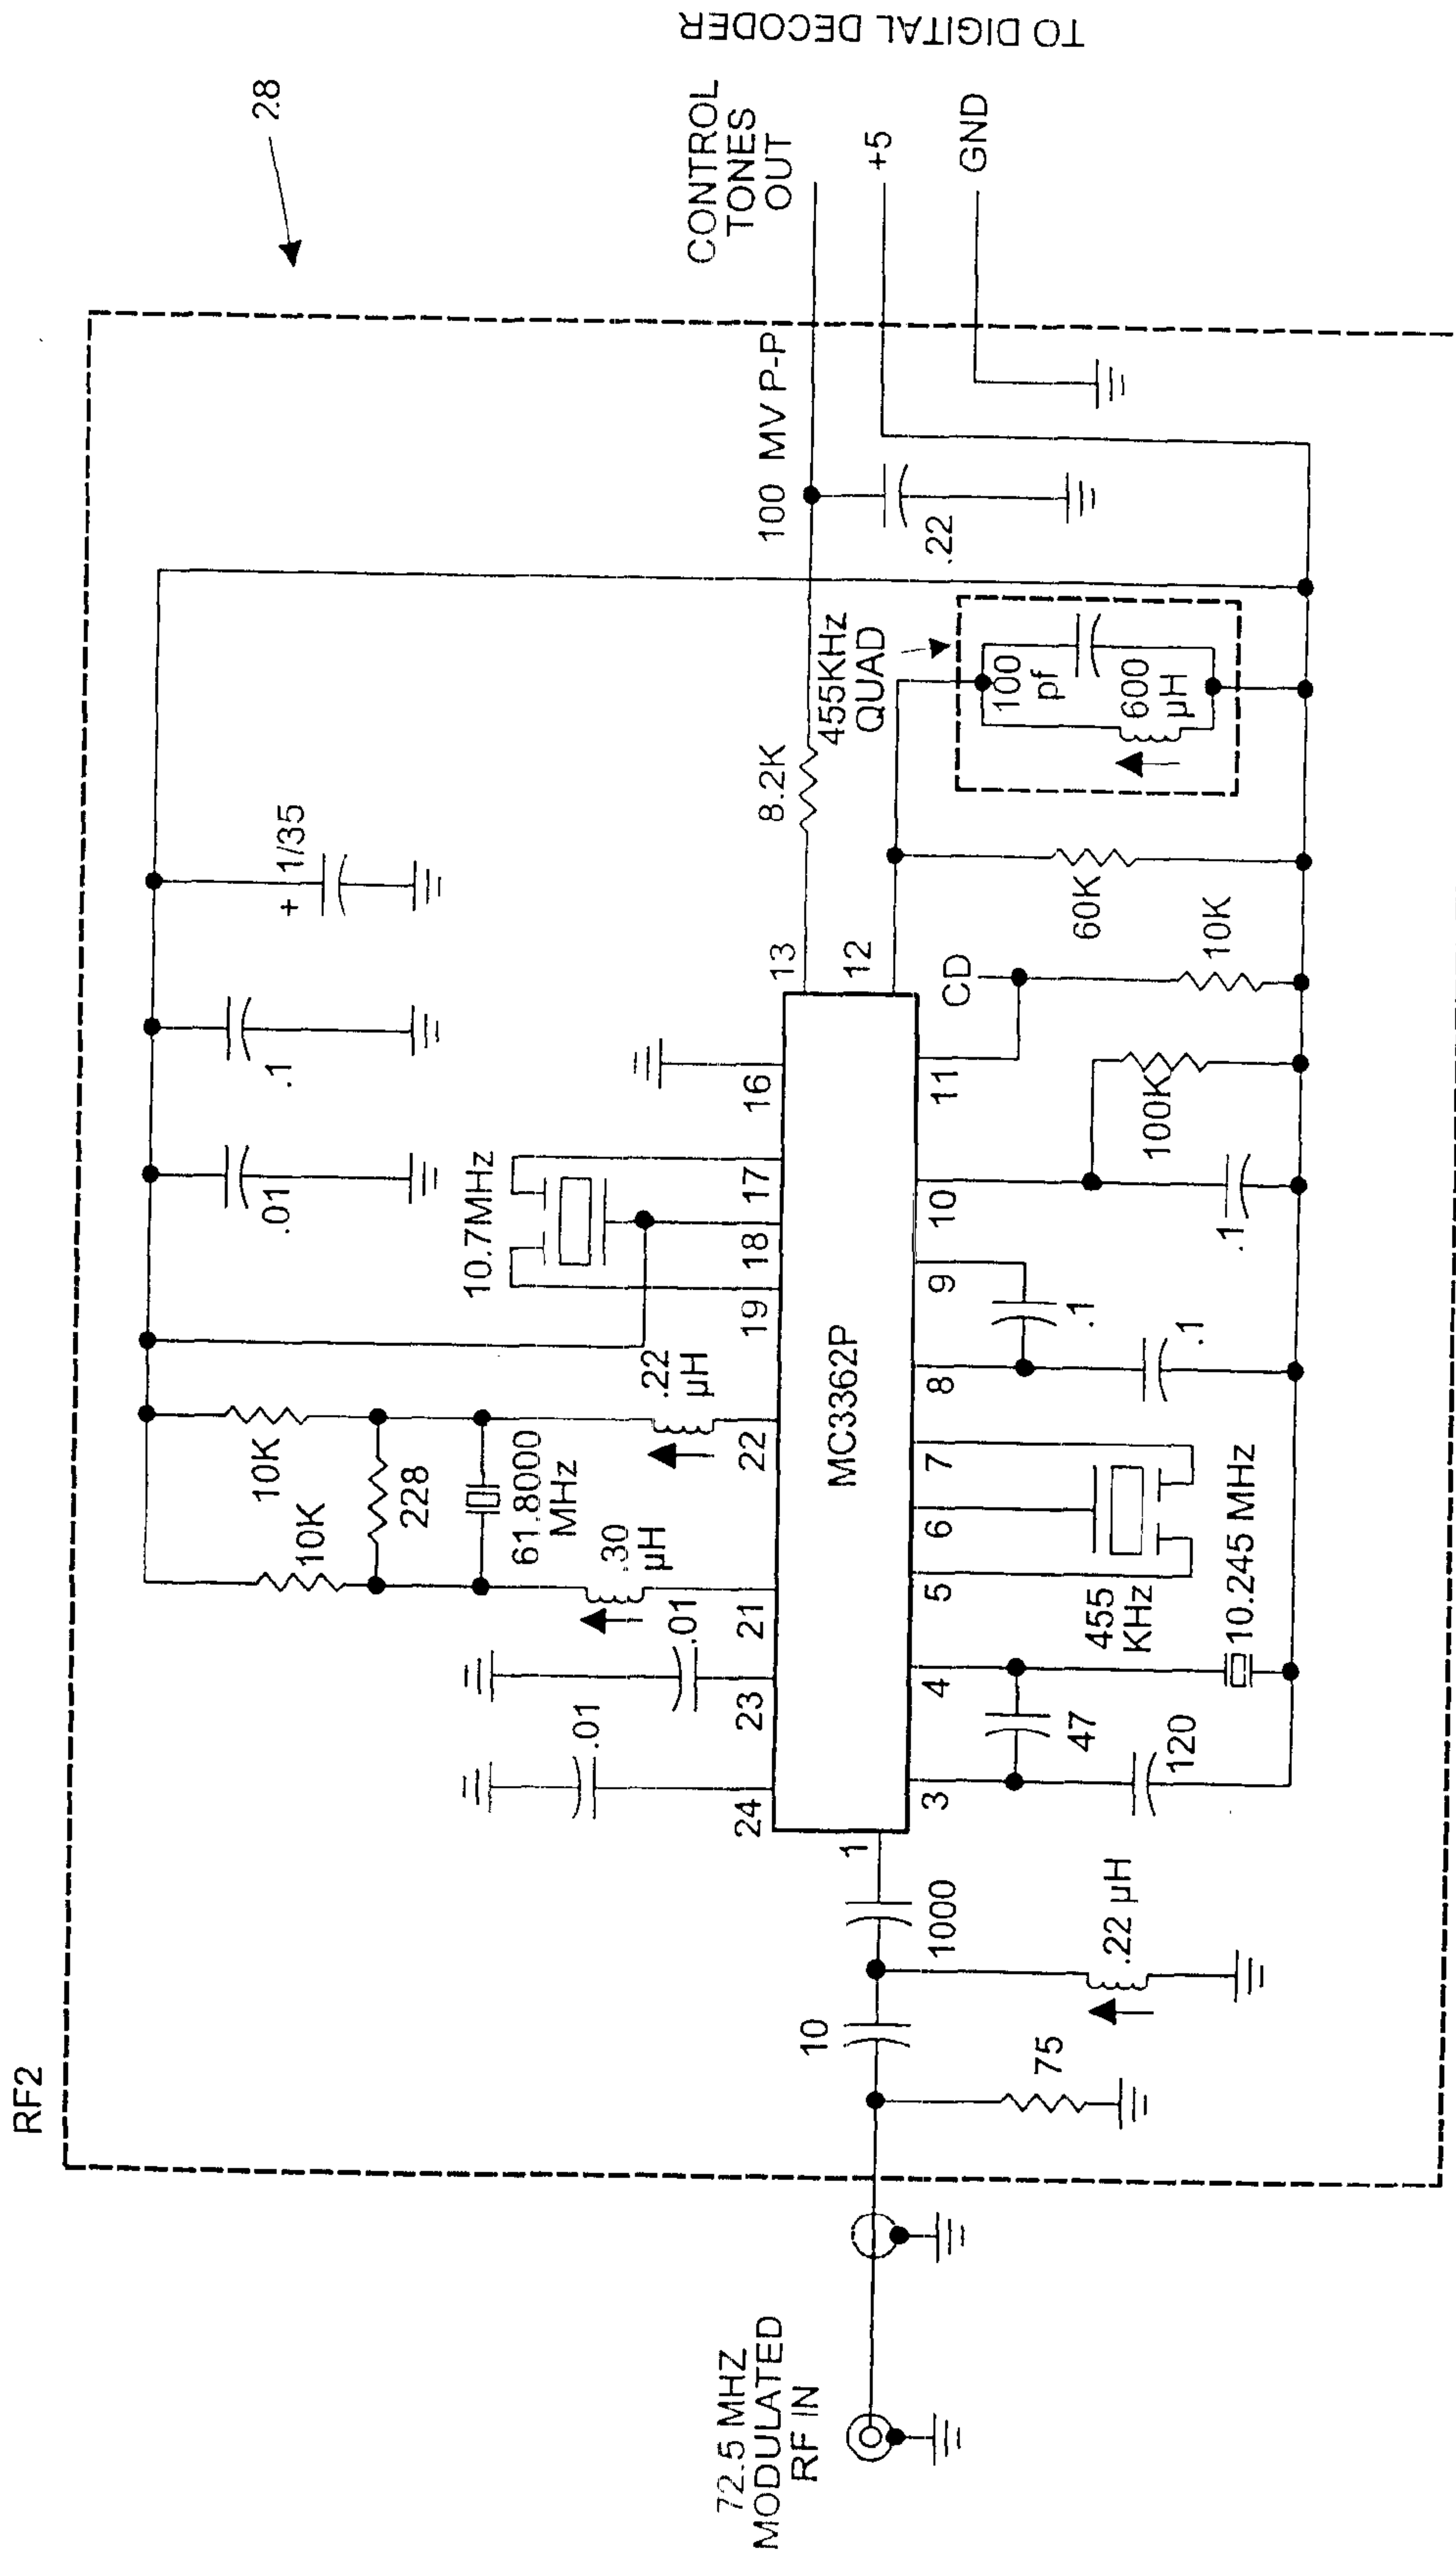 RF2
28
72.5 MHZ
MODULATED
RF IN
75
10
.22 µH
1000
1
24
.01
23
.01
21
.30
µH
22
.22
µH
10K
10K
228
61.8000
MHz
19
18
17
10.7MHz
16
.01
.1
+ 1/35
MC3362P
3
4
5
6
7
8
9
10
11
12
13
47
120
10.245 MHz
455
KHz
.1
.1
.1
100K
CD
10K
60K
8.2K
455KHz
QUAD
100
pf
600
µH
100 MV P-P
.22
CONTROL
TONES
OUT
+5
GND
TO DIGITAL DECODER